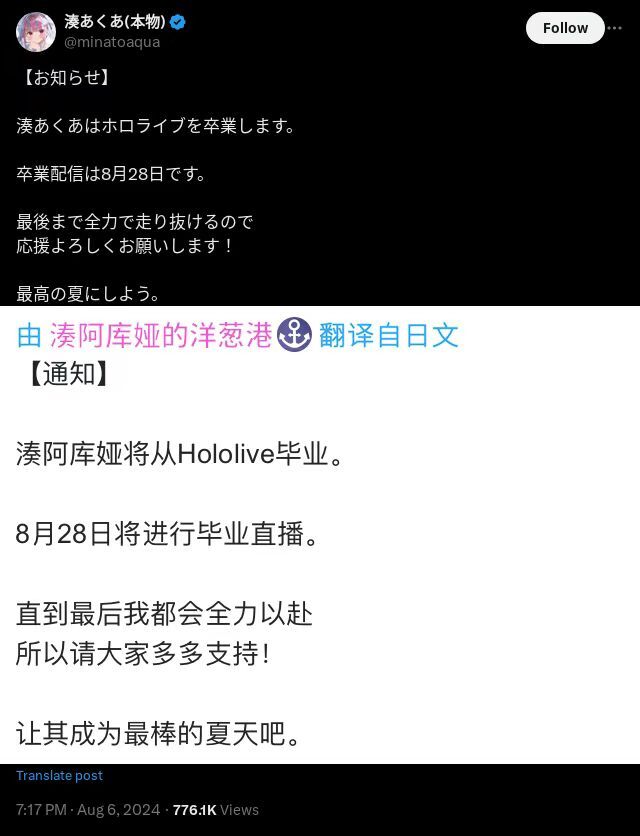 湊あくあ(本物)
@minatoaqua
Follow
【お知らせ】
湊あくあはホロライブを卒業します。
卒業配信は8月28日です。
最後まで全力で走り抜けるので
応援よろしくお願いします！
最高の夏にしよう。
由 湊阿库娅的洋葱港 翻译自日文
【通知】
湊阿库娅将从Hololive毕业。
8月28日将进行毕业直播。
直到最后我都会全力以赴
所以请大家多多支持！
让其成为最棒的夏天吧。
Translate post
7:17 PM · Aug 6, 2024 · 776.1K Views